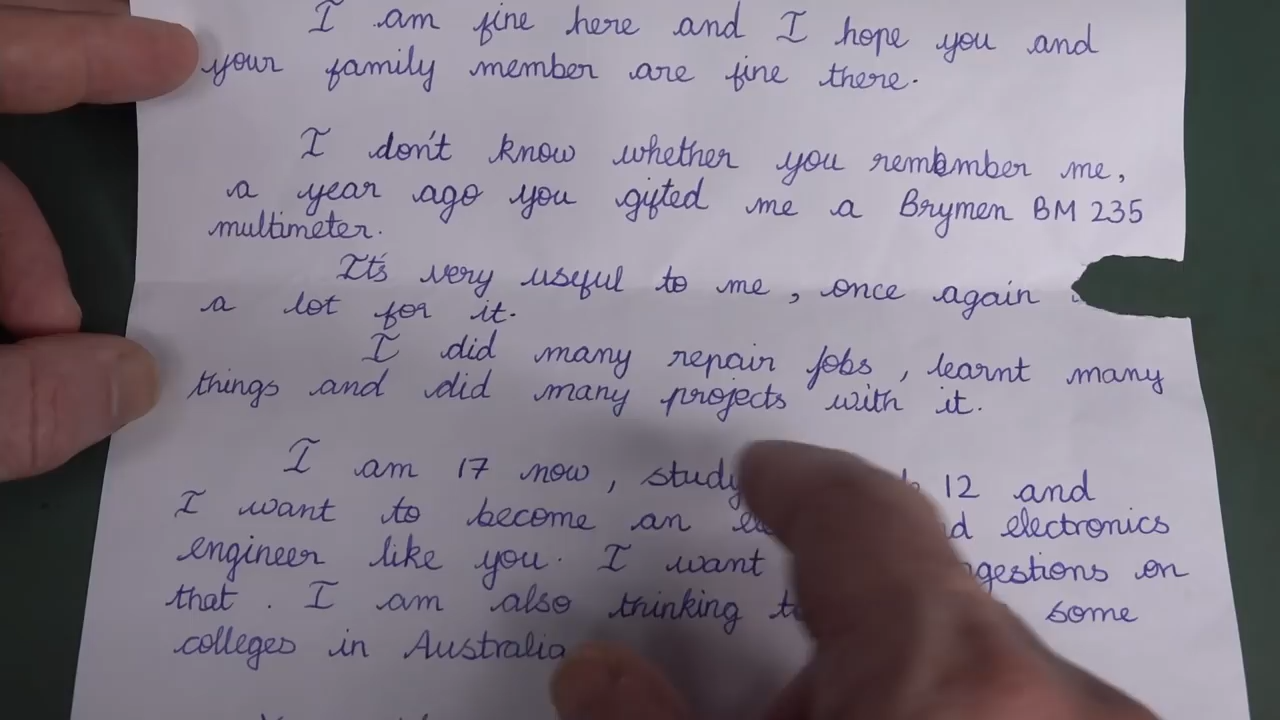 I am fine here and I hope you and
your family member are fine there.
I don't know whether you remember me,
a year ago you gifted me a Brymen BM 235
multimeter.
It's very useful to me, once again
a lot for it.
I did many repair jobs, learnt many
things and did many projects with it.
I am 17 now, study 12 and
I want to become an electronics
engineer like you. I want on
that. I am also thinking some
colleges in Australia